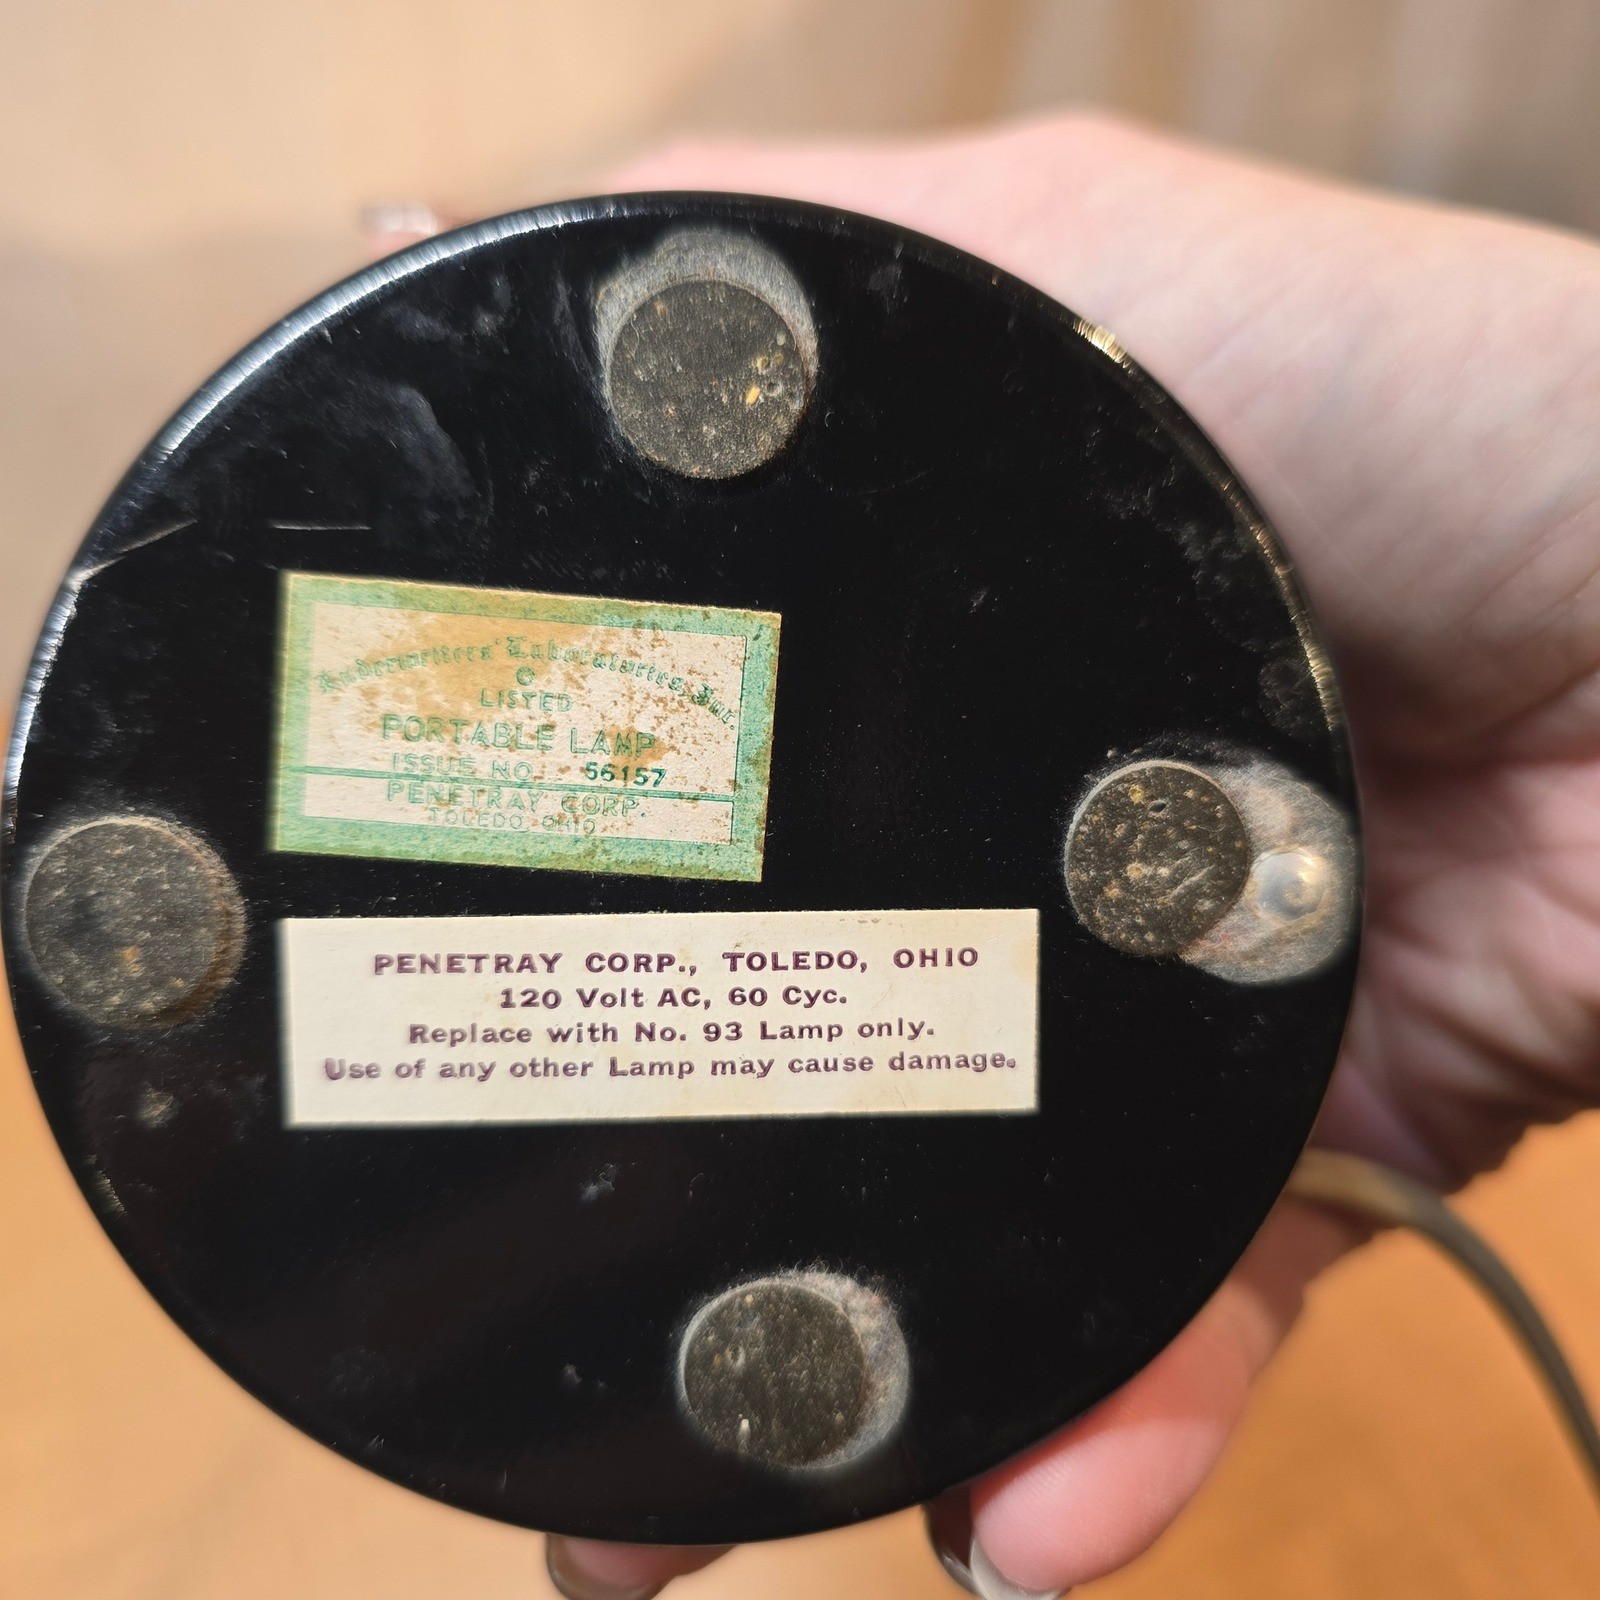 Underwriters' Laboratories, Inc.
LISTED
PORTABLE LAMP
ISSUE NO. 56157
PENETRAY CORP.
TOLEDO, OHIO
PENETRAY CORP., TOLEDO, OHIO
120 Volt AC, 60 Cyc.
Replace with No. 93 Lamp only.
Use of any other Lamp may cause damage.